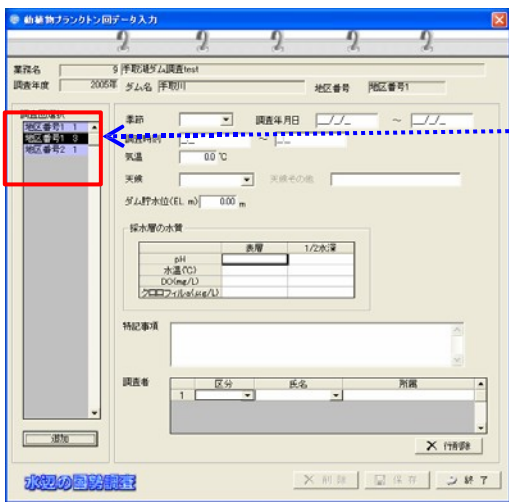 動植物プランクトン回データ入力
業務名 9 手取湖ダム調査test
調査年度 2005年 ダム名 手取川 地区番号 地区番号1
調査回選択
地区番号1 1
地区番号1 3
地区番号2 1
季節 調査年月日 _/_/_ ~ _/_/_
調査時刻 _:_ ~ _:_
気温 0.0 ℃
天候 天候その他
ダム貯水位(EL. m) 0.00 m
採水層の水質
表層 1/2水深
pH
水温(℃)
DO(mg/L)
クロロフィルa(μg/L)
特記事項
調査者 区分 氏名 所属
1
追加
行削除
水辺の国勢調査
削除 保存 終了